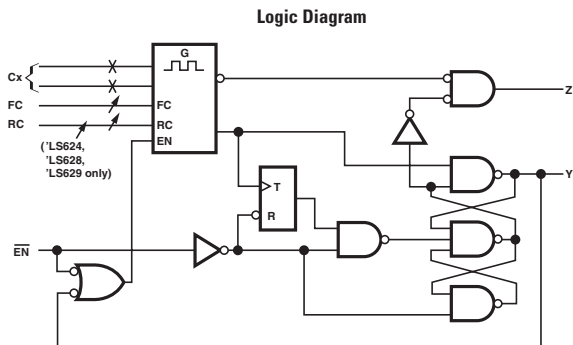 Logic Diagram
G
Cx
FC
FC
RC
RC
('LS624,
'LS628,
'LS629 only)
EN
Z
T
R
Y
EN